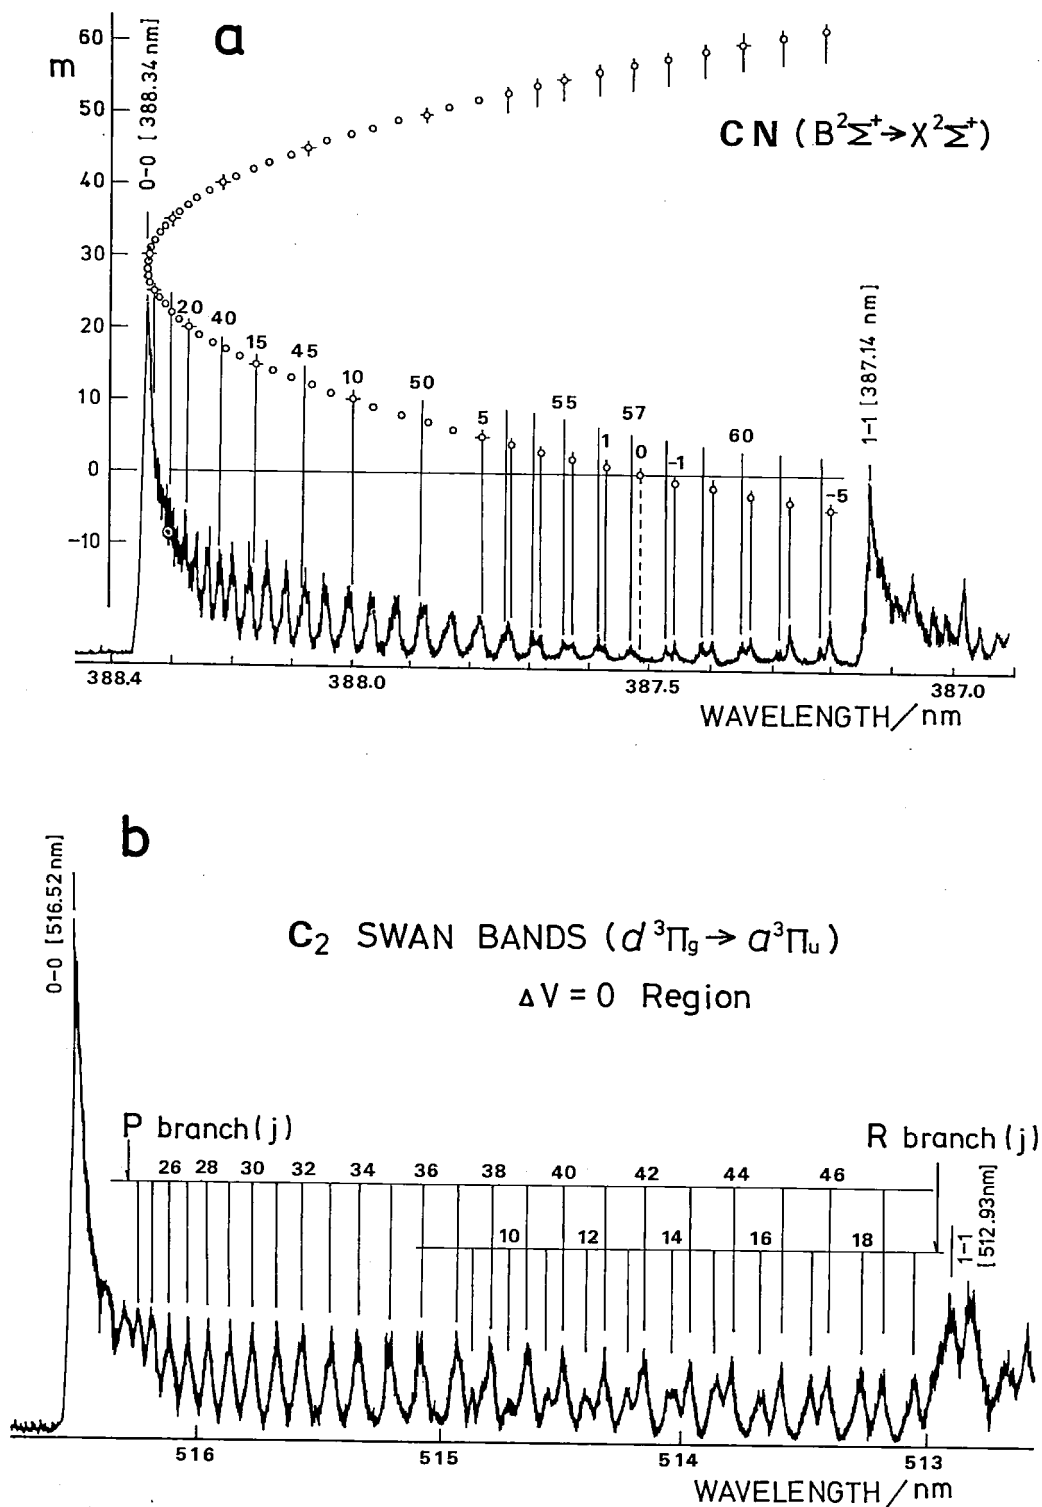 a
60
m
50
40
30
20
10
0
-10
0-0 [388.34 nm]
CN (B²Σ⁺→X²Σ⁺)
20 40 15 45 10 50 5 55 1 57 0 -1 60 -5
1-1 [387.14 nm]
388.4 388.0 387.5 387.0
WAVELENGTH/nm
b
0-0 [516.52nm]
C₂ SWAN BANDS (d³Π_g→a³Π_u)
ΔV=0 Region
P branch(j)
R branch(j)
26 28 30 32 34 36 38 40 42 44 46
10 12 14 16 18
1-1
[512.93nm]
516 515 514 513
WAVELENGTH/nm